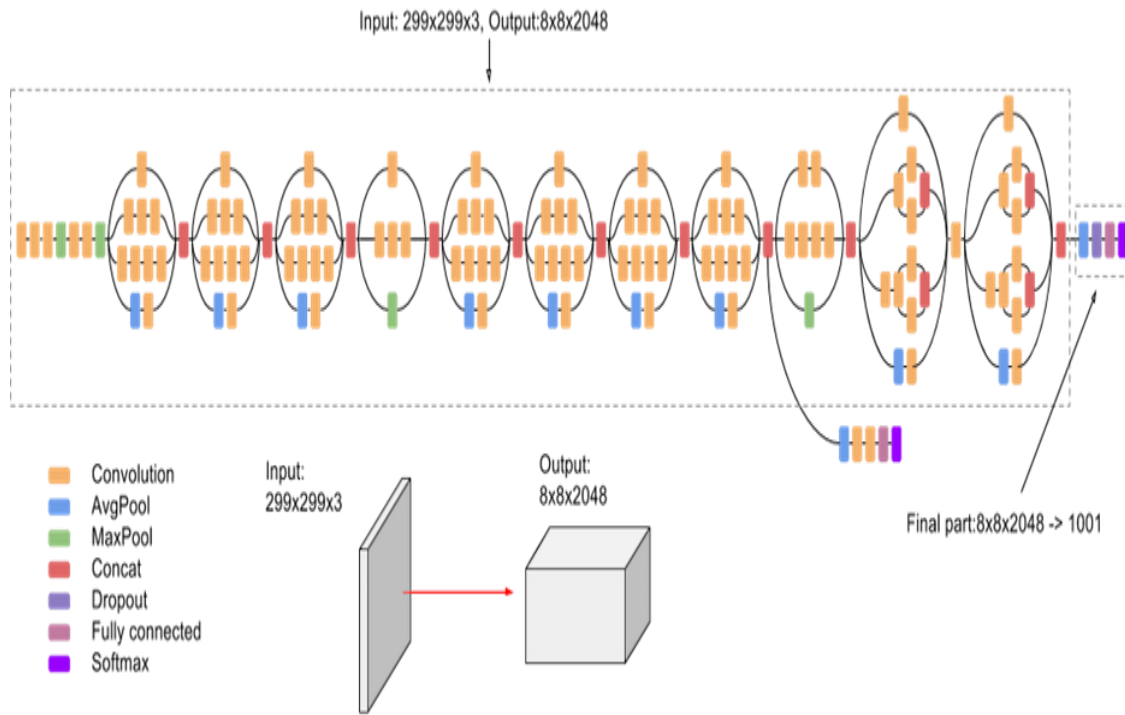 Input: 299x299x3, Output:8x8x2048
Convolution
AvgPool
MaxPool
Concat
Dropout
Fully connected
Softmax
Input:
299x299x3
Output:
8x8x2048
Final part:8x8x2048 -> 1001